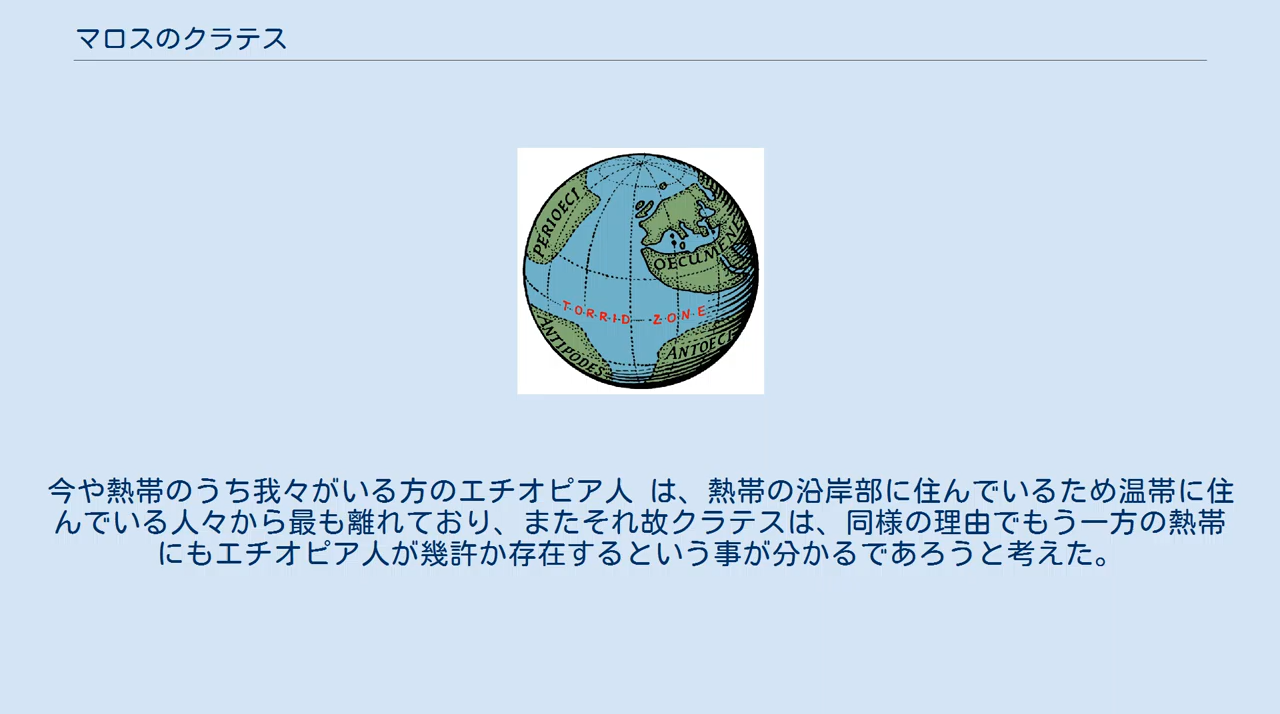 マロスのクラテス
PERIOECI
OECUMENE
TORRID ZONE
ANTIPODES
ANTOECI
今や熱帯のうち我々がいる方のエチオピア人 は、熱帯の沿岸部に住んでいるため温帯に住
んでいる人々から最も離れており、またそれ故クラテスは、同様の理由でもう一方の熱帯
にもエチオピア人が幾許か存在するという事が分かるであろうと考えた。